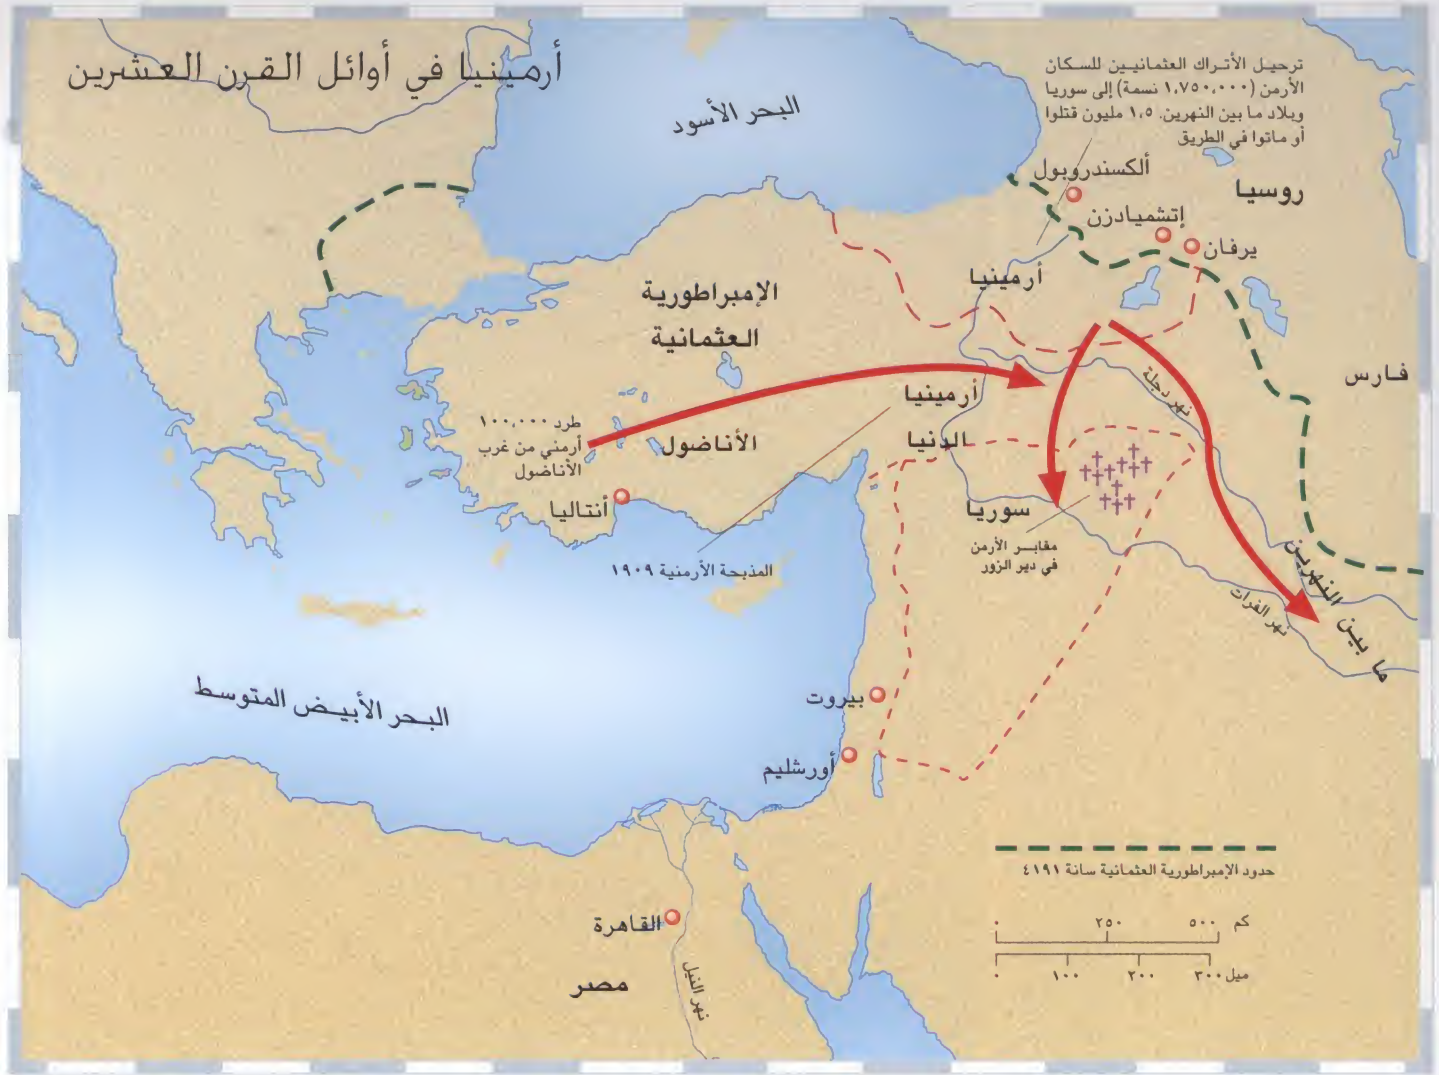 أرمينيا في أوائل القرن العشرين
ترحيل الأتراك العثمانيين للسكان
الأرمن (١،٧٥٠،٠٠٠ نسمة) إلى سوريا
وبلاد ما بين النهرين. ١،٥ مليون قتلوا
أو ماتوا في الطريق
البحر الأسود
ألكسندروبول
روسيا
إتشميادزن
يرفان
أرمينيا
الإمبراطورية
العثمانية
فارس
نهر دجلة
أرمينيا
الدنيا
طرد ١٠٠،٠٠٠
أرمني من غرب
الأناضول
الأناضول
أنتاليا
سوريا
مقابر الأرمن
في دير الزور
المذبحة الأرمنية ١٩٠٩
ما بين النهرين
نهر الفرات
البحر الأبيض المتوسط
بيروت
أورشليم
حدود الإمبراطورية العثمانية سانة ٤١٩١
القاهرة
مصر
نهر النيل
٠ ٢٥٠ ٥٠٠ كم
٠ ١٠٠ ٢٠٠ ٣٠٠ ميل